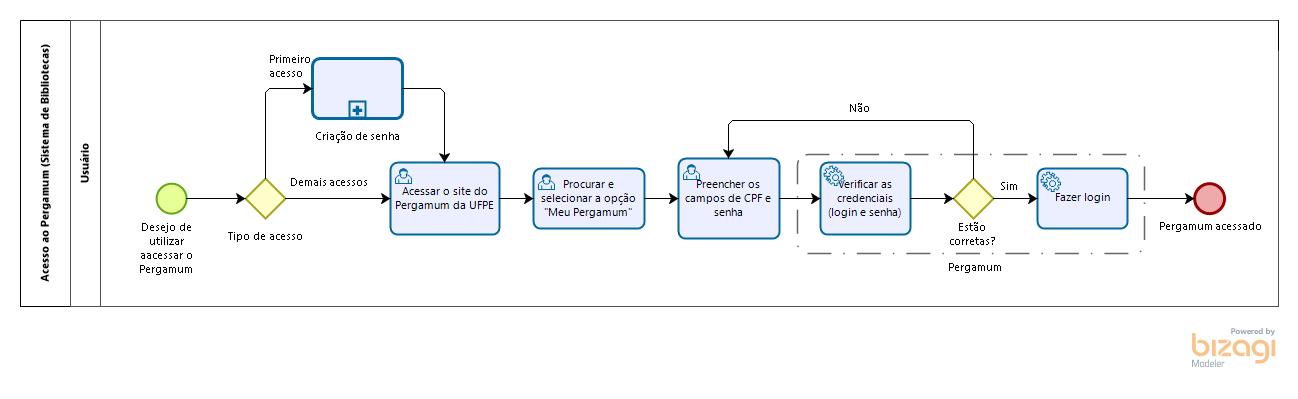 Acesso ao Pergamum (Sistema de Bibliotecas)
Usuário
Desejo de
utilizar
aacessar o
Pergamum
Tipo de acesso
Primeiro
acesso
Criação de senha
Demais acessos
Acessar o site do
Pergamum da UFPE
Procurar e
selecionar a opção
"Meu Pergamum"
Preencher os
campos de CPF e
senha
Não
Verificar as
credenciais
(login e senha)
Estão
corretas?
Sim
Fazer login
Pergamum
Pergamum acessado
Powered by
bizagi
Modeler